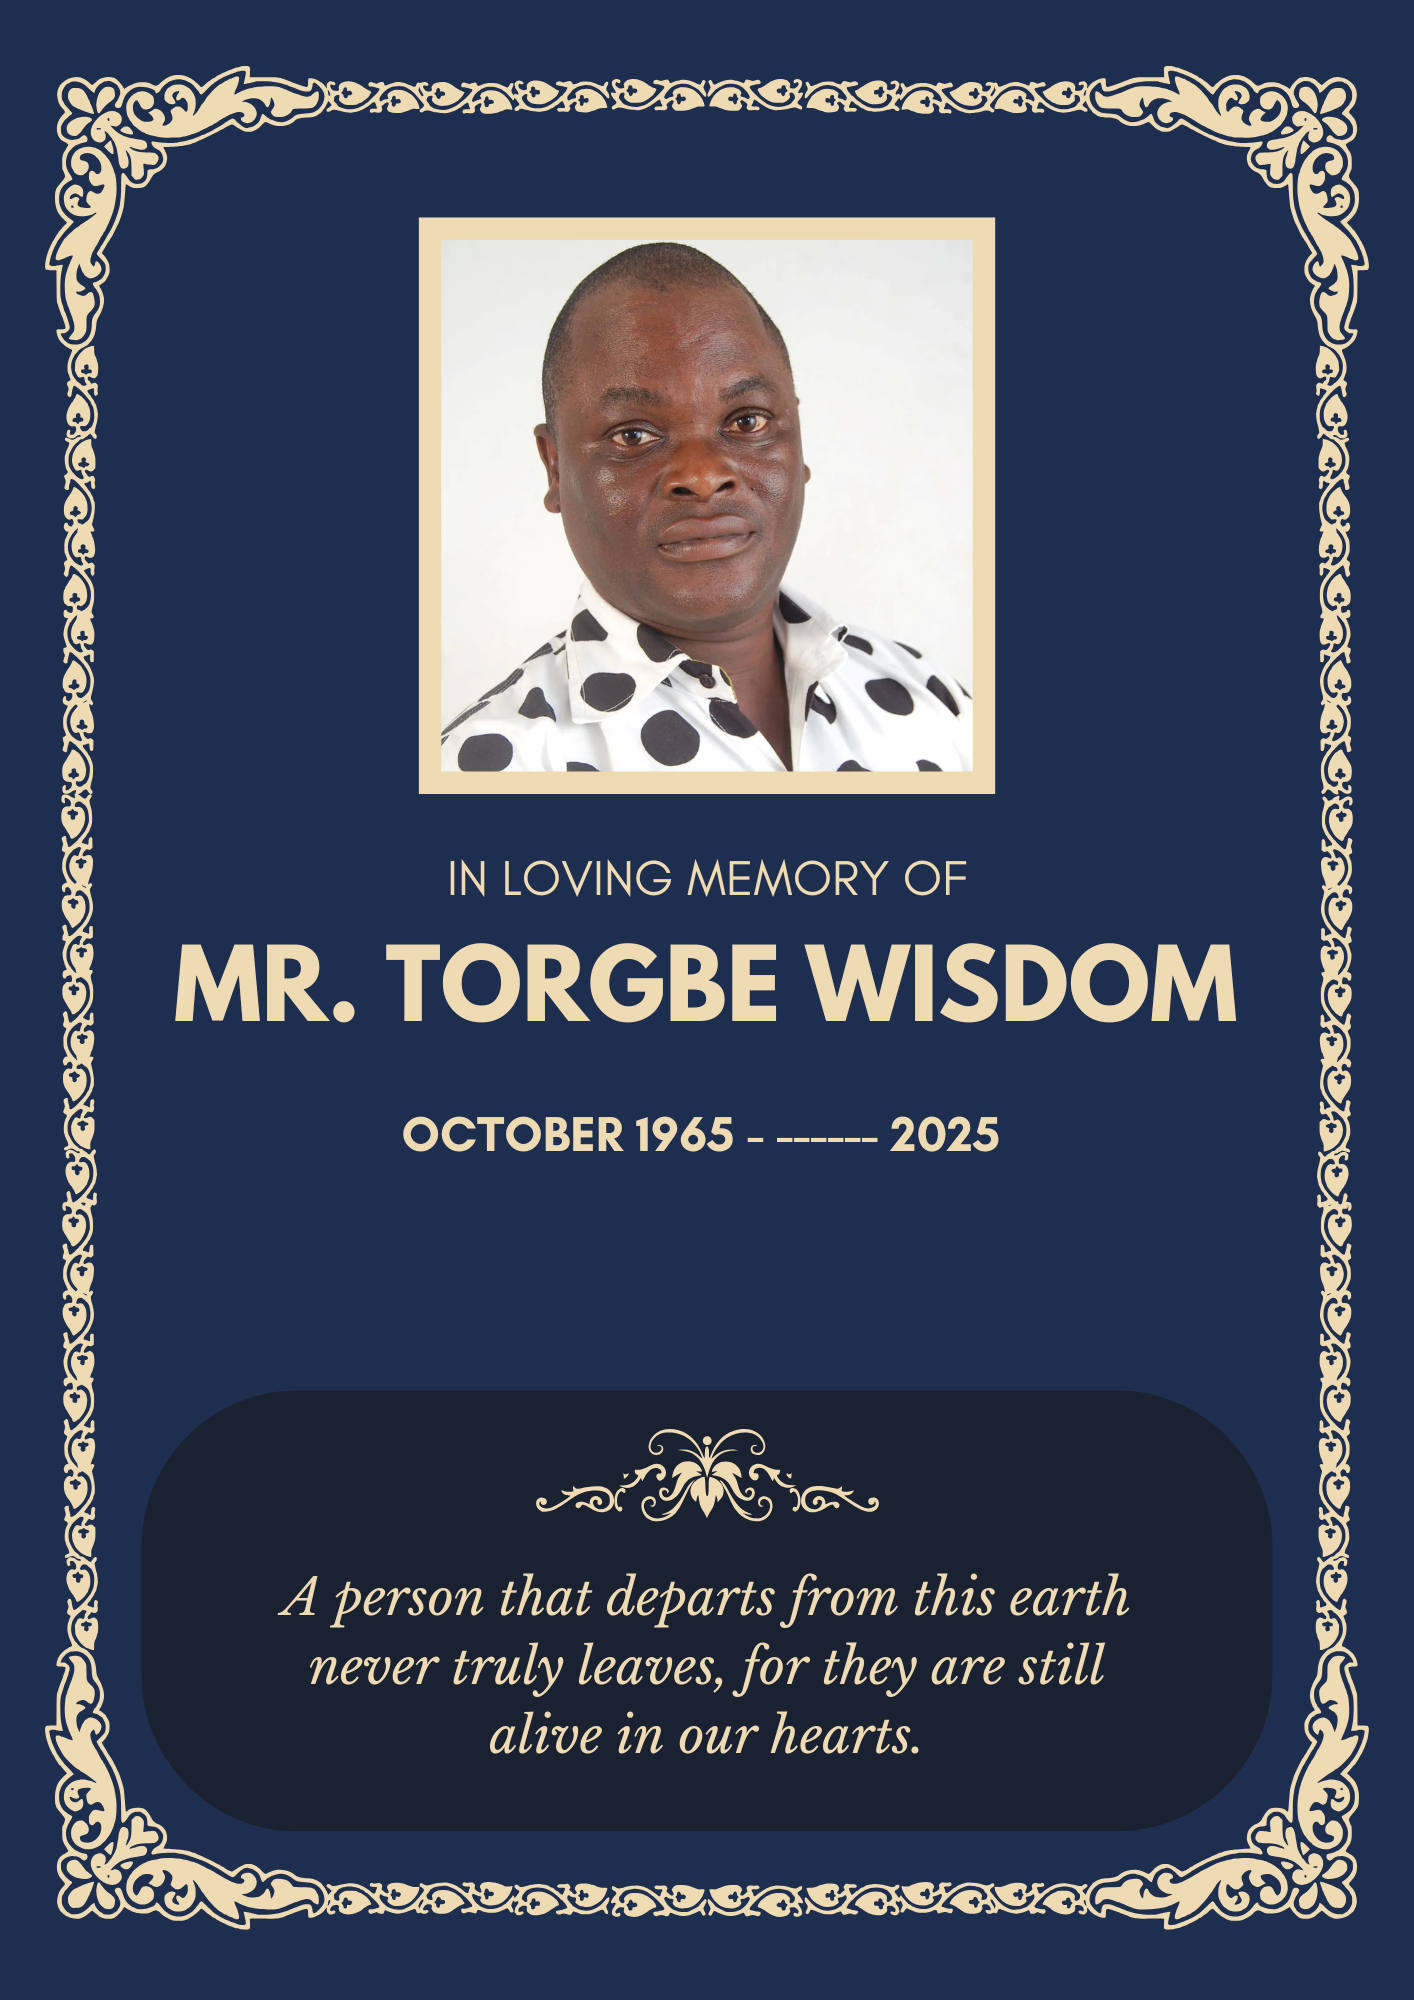 IN LOVING MEMORY OF
MR. TORGBE WISDOM
OCTOBER 1965 - ------ 2025
A person that departs from this earth
never truly leaves, for they are still
alive in our hearts.